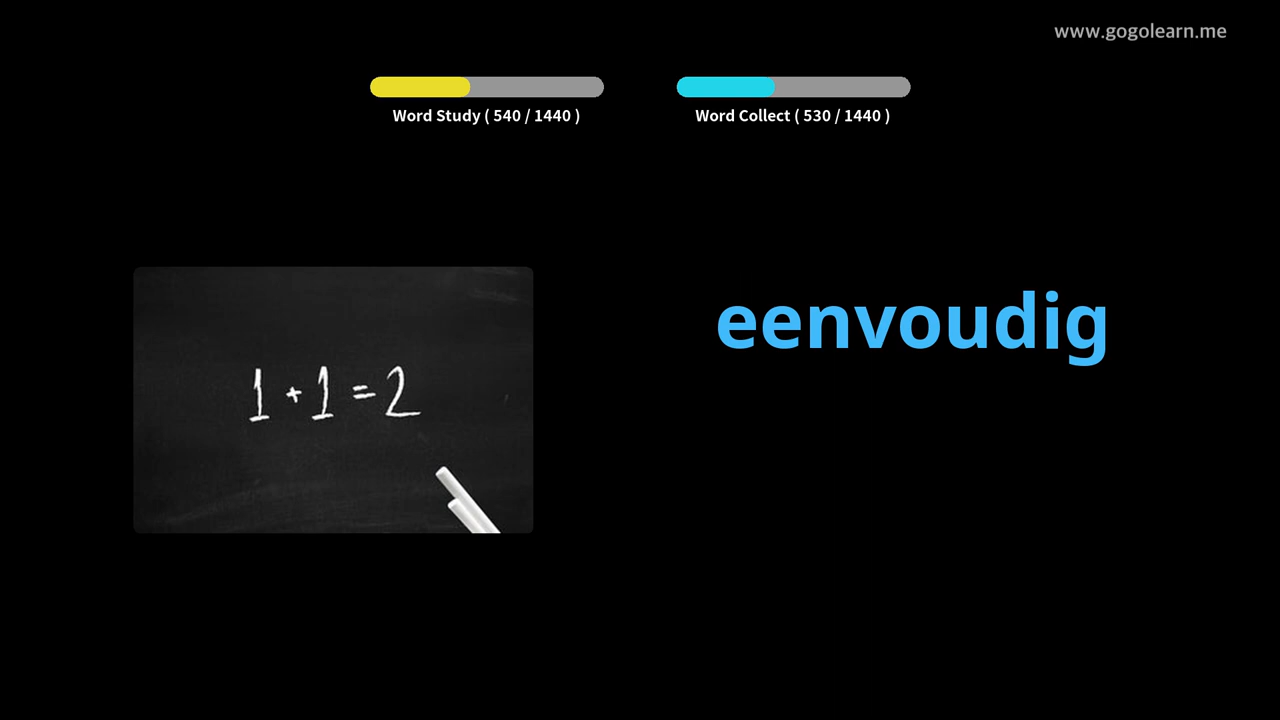 www.gogolearn.me
Word Study ( 540 / 1440 )
Word Collect ( 530 / 1440 )
eenvoudig
1 + 1 = 2